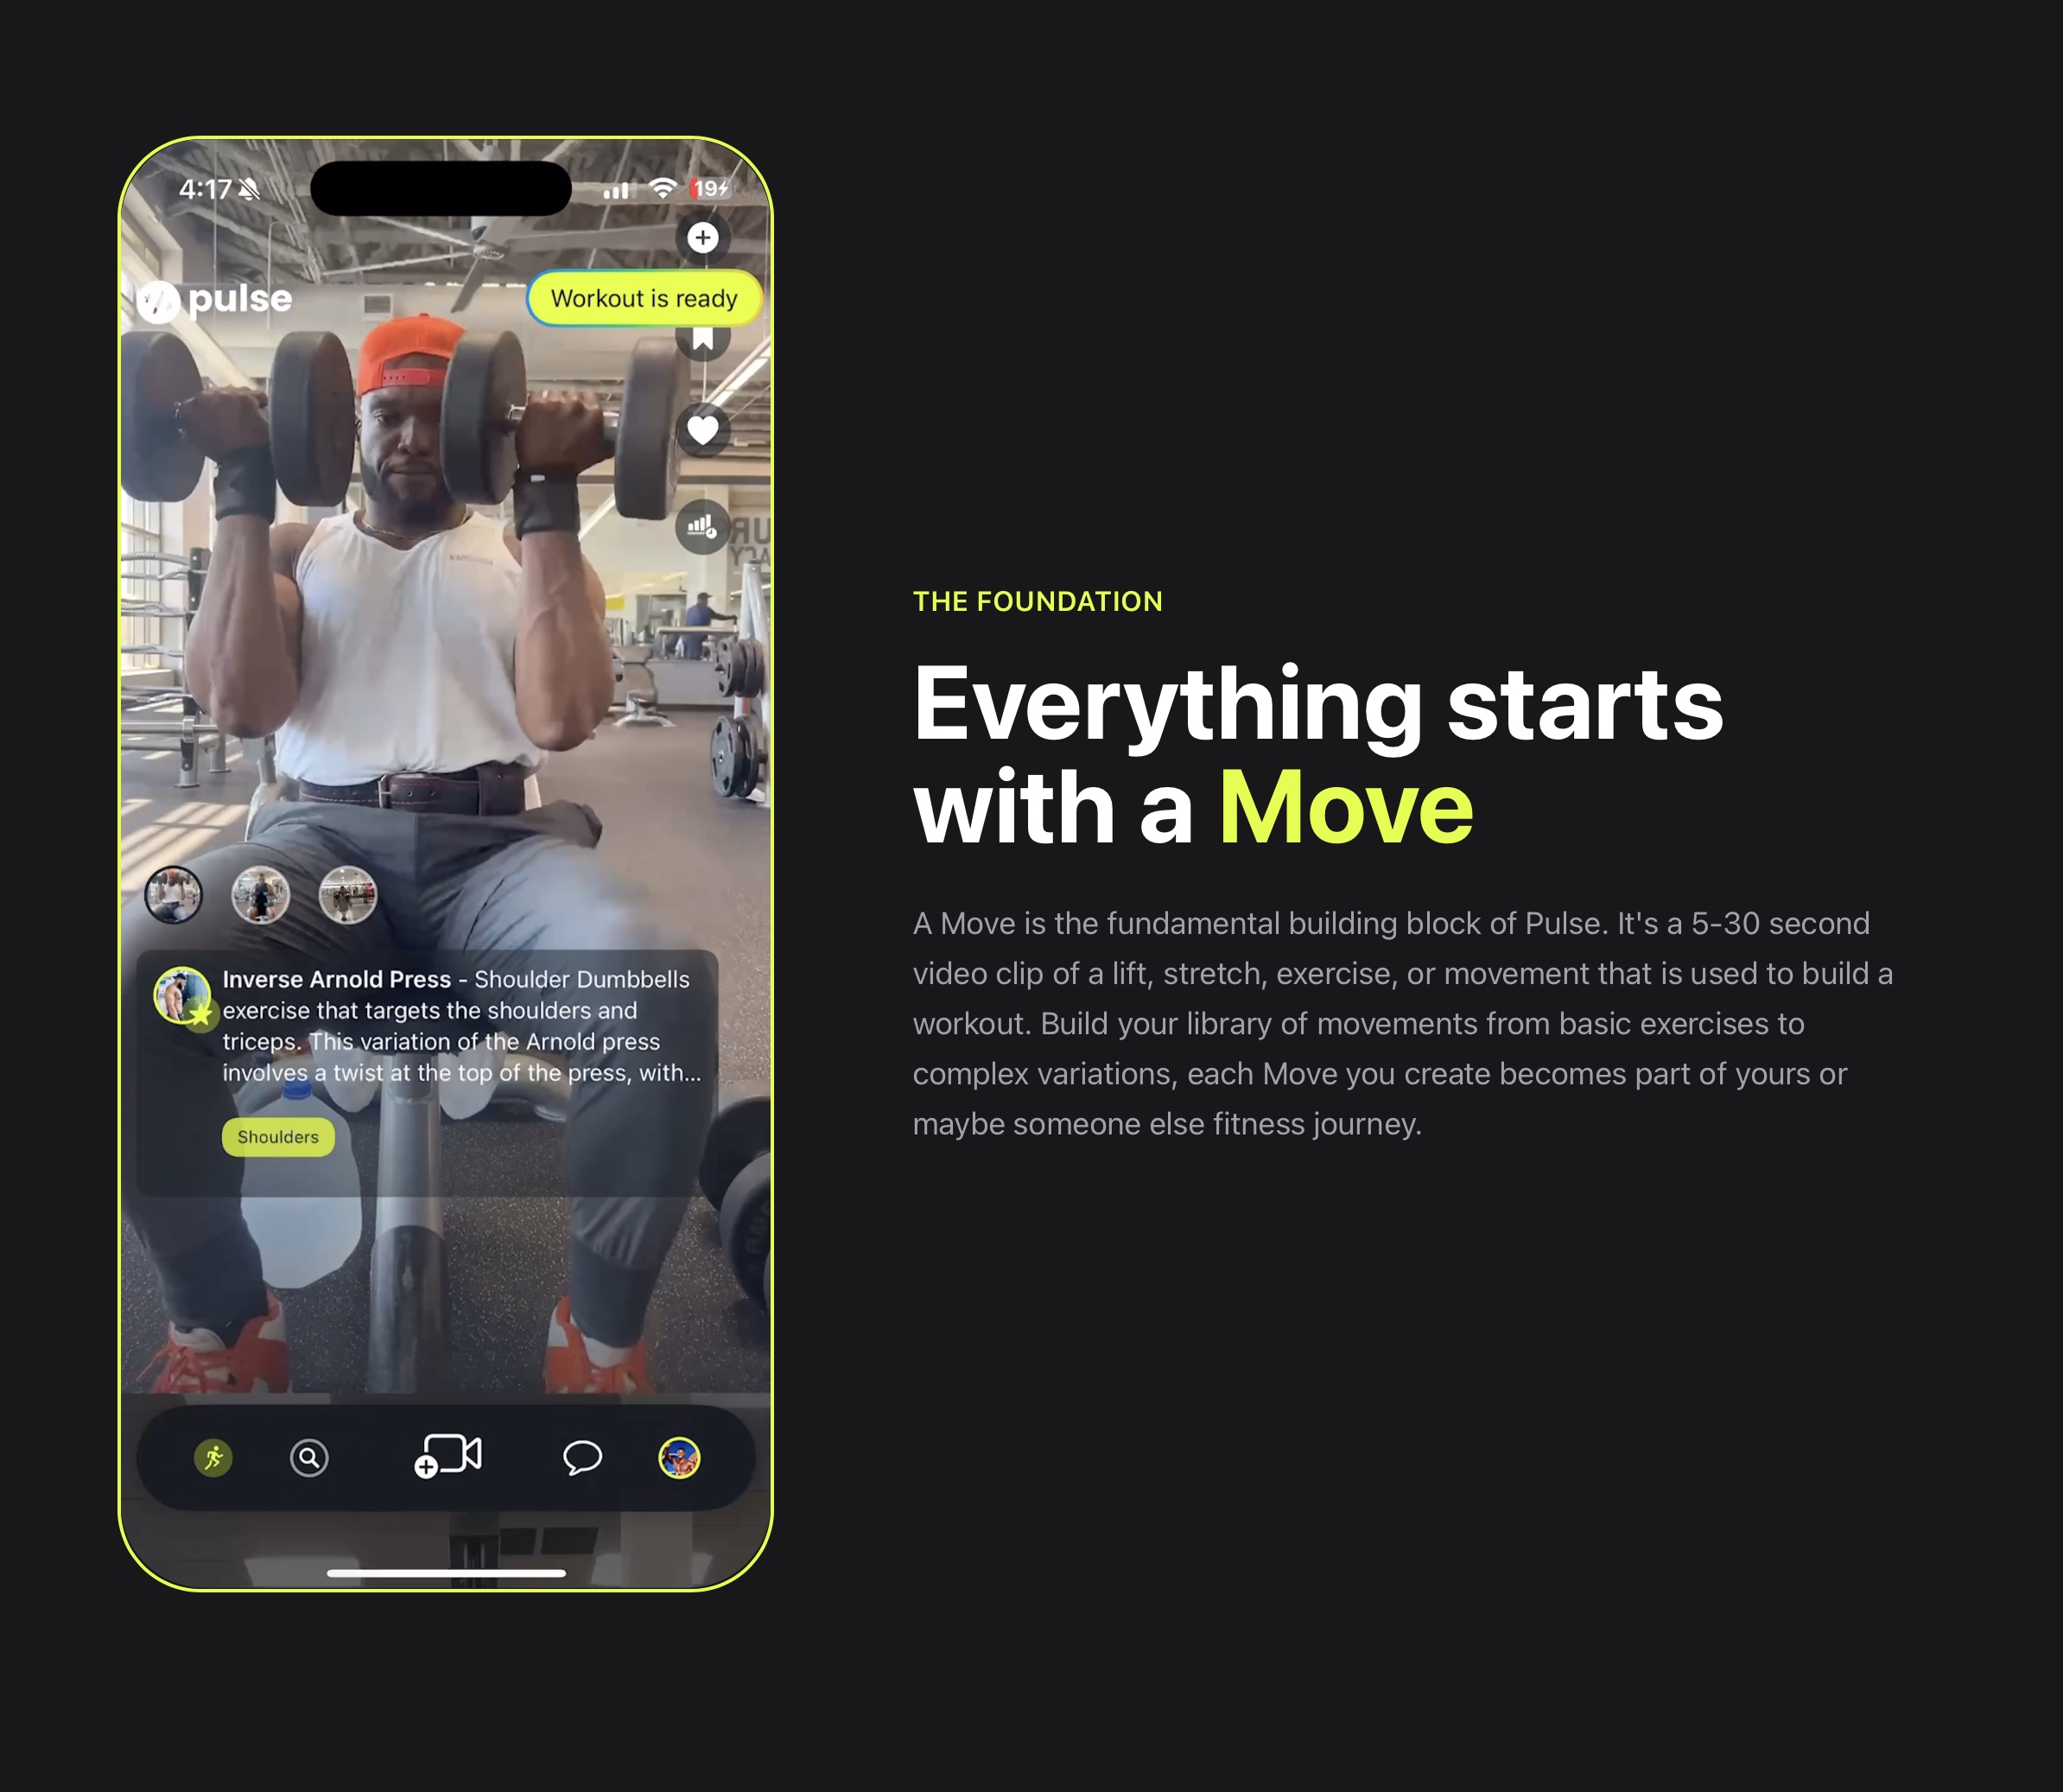 4:17
19
pulse
Workout is ready
Inverse Arnold Press - Shoulder Dumbbells
exercise that targets the shoulders and
triceps. This variation of the Arnold press
involves a twist at the top of the press, with...
Shoulders
THE FOUNDATION
Everything starts
with a Move
A Move is the fundamental building block of Pulse. It's a 5-30 second
video clip of a lift, stretch, exercise, or movement that is used to build a
workout. Build your library of movements from basic exercises to
complex variations, each Move you create becomes part of yours or
maybe someone else fitness journey.